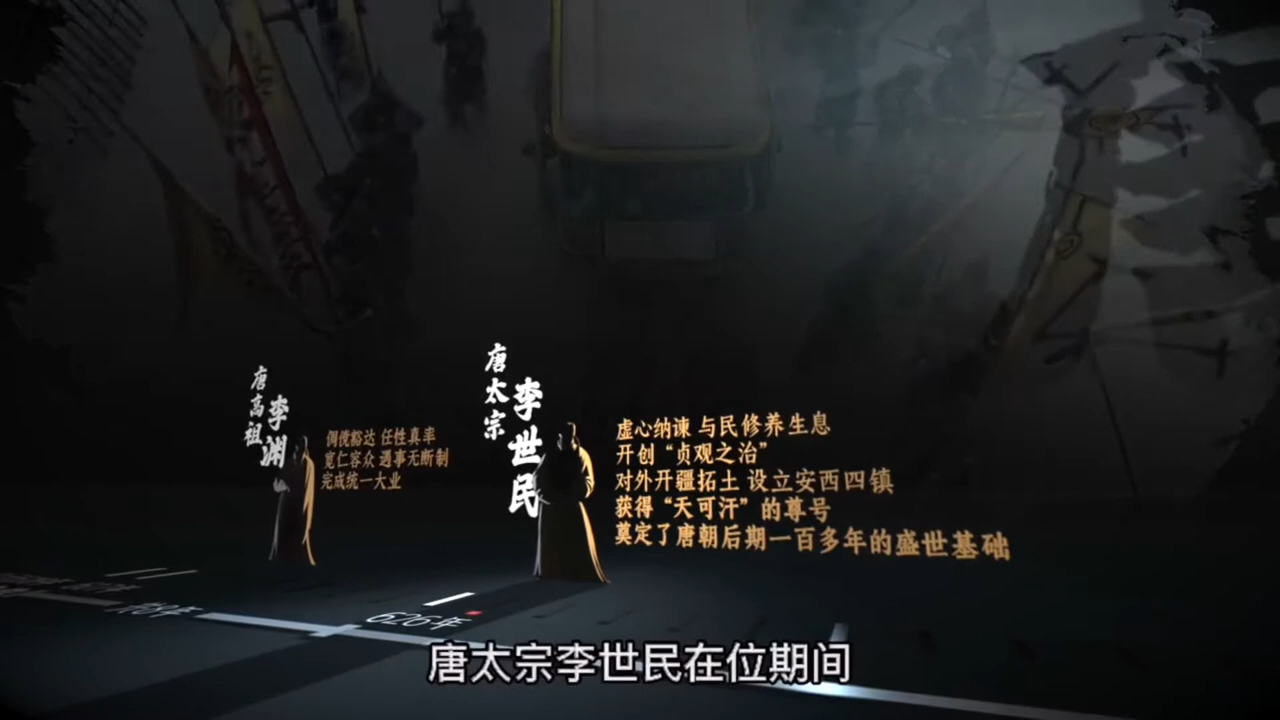 唐高祖
李渊
倜傥豁达 任性真率
宽仁容众 遇事无断制
完成统一大业
唐太宗
李世民
虚心纳谏 与民修养生息
开创“贞观之治”
对外开疆拓土 设立安西四镇
获得“天可汗”的尊号
奠定了唐朝后期一百多年的盛世基础
618年
626年
唐太宗李世民在位期间